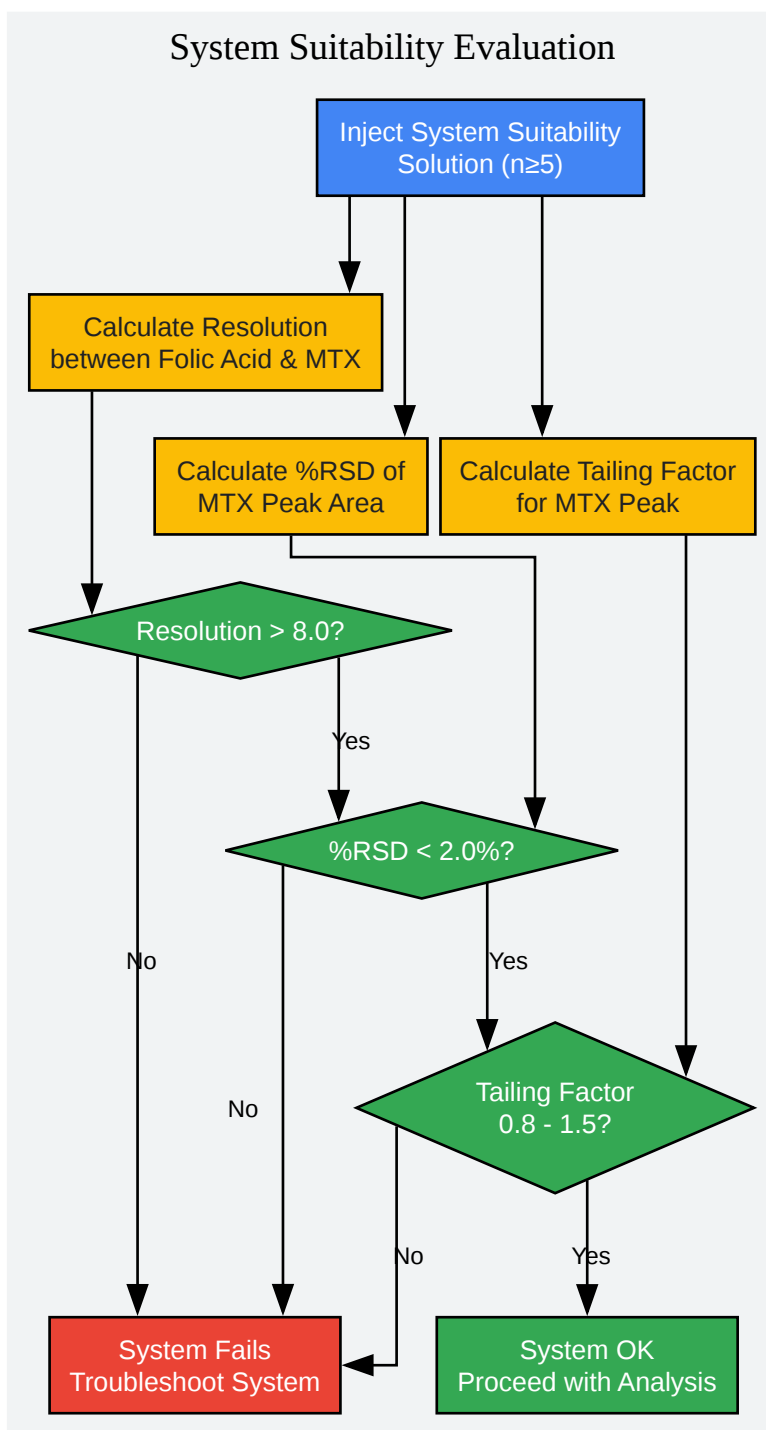 System Suitability Evaluation
Inject System Suitability
Solution (n≥5)
Calculate Resolution
between Folic Acid & MTX
Calculate %RSD of
MTX Peak Area
Calculate Tailing Factor
for MTX Peak
Resolution > 8.0?
Yes
%RSD < 2.0%?
No
Yes
Tailing Factor
0.8 - 1.5?
No
No
Yes
System Fails
Troubleshoot System
System OK
Proceed with Analysis